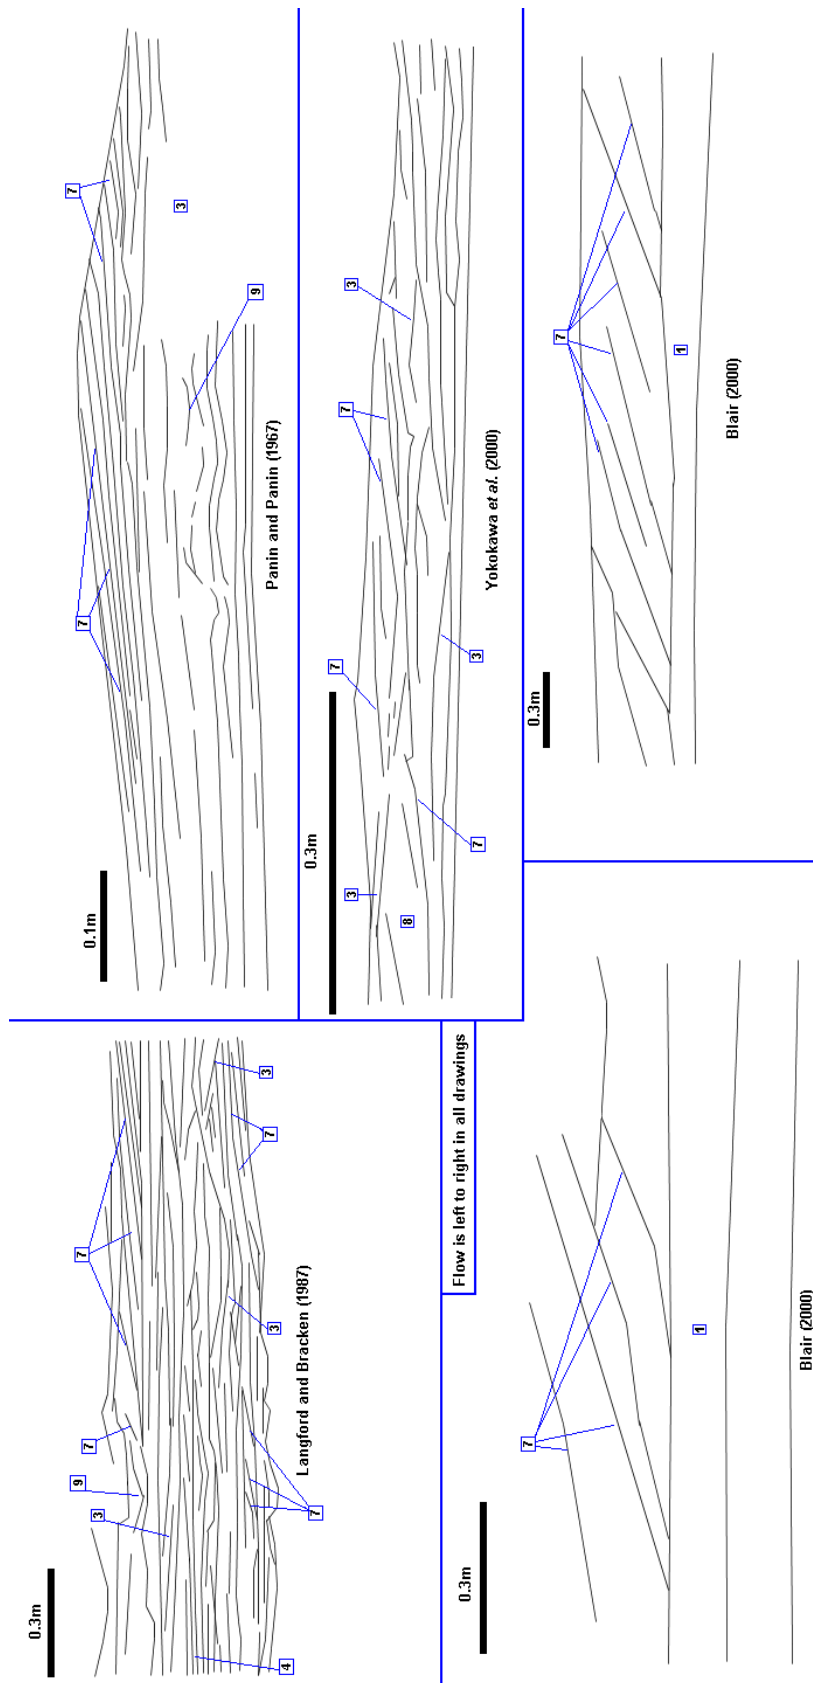 0.3m
9
7
7
3
4
7
3
7
3
Langford and Bracken (1987)
0.1m
7
7
3
9
Panin and Panin (1967)
0.3m
7
7
3
3
8
7
3
Yokokawa et al. (2000)
Flow is left to right in all drawings
0.3m
7
1
Blair (2000)
0.3m
7
1
Blair (2000)